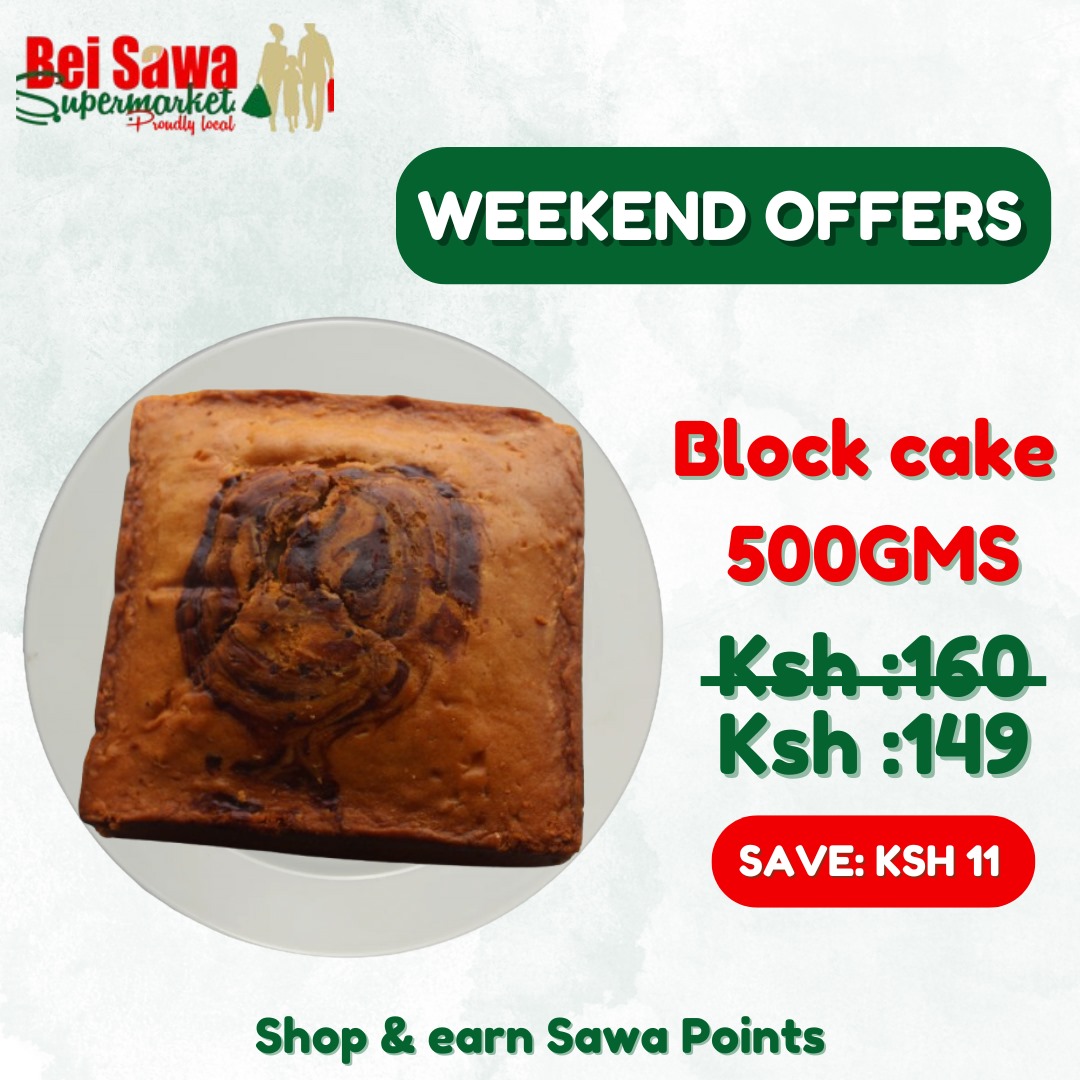 Bei Sawa
Supermarket
Proudly local
WEEKEND OFFERS
Block cake
500GMS
Ksh :160
Ksh :149
SAVE: KSH 11
Shop & earn Sawa Points